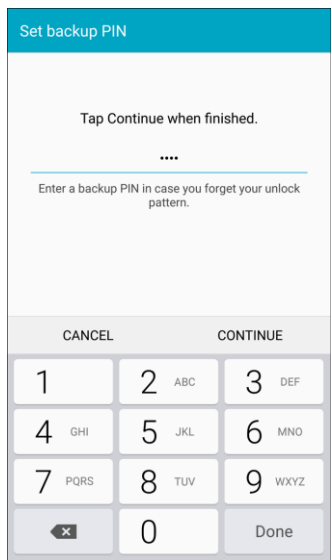 Set backup PIN
Tap Continue when finished.
••••
Enter a backup PIN in case you forget your unlock
pattern.
CANCEL CONTINUE
1 2 ABC 3 DEF
4 GHI 5 JKL 6 MNO
7 PQRS 8 TUV 9 WXYZ
0 Done